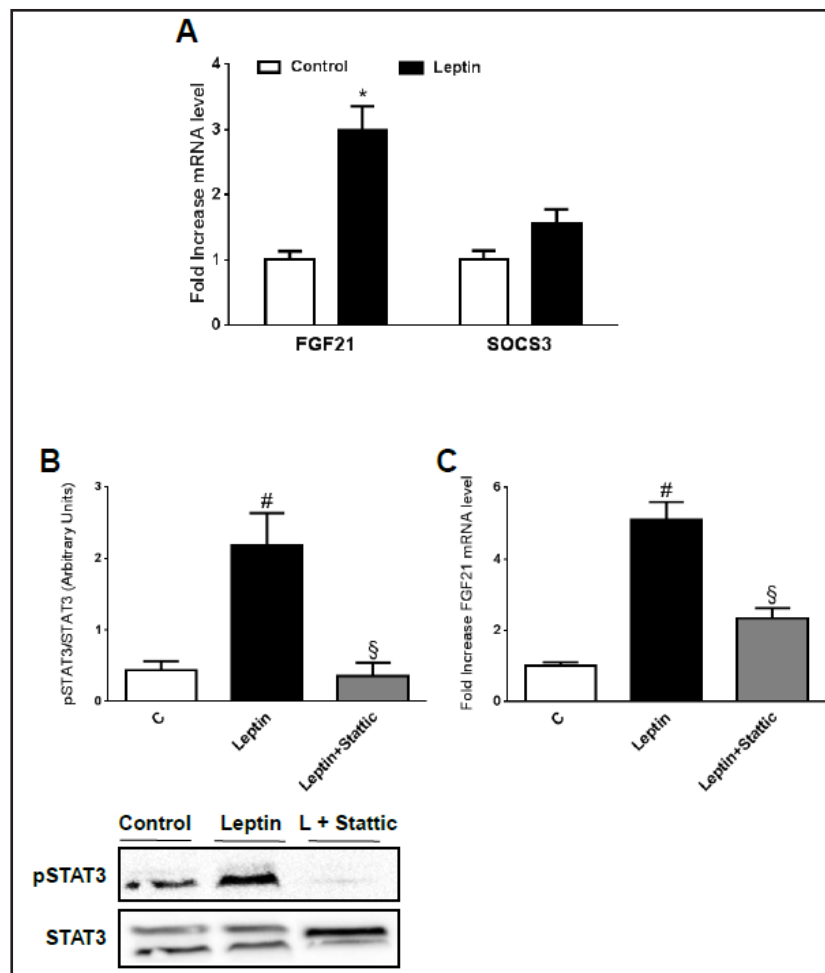 A
Control Leptin
Fold Increase mRNA level
4
3
2
1
0
*
FGF21 SOCS3
B
pSTAT3/STAT3 (Arbitrary Units)
3
2
1
0
#
§
C
Leptin
Leptin+Stattic
C
Fold Increase FGF21 mRNA level
6
4
2
0
#
§
C
Leptin
Leptin+Stattic
Control Leptin L + Stattic
pSTAT3
STAT3